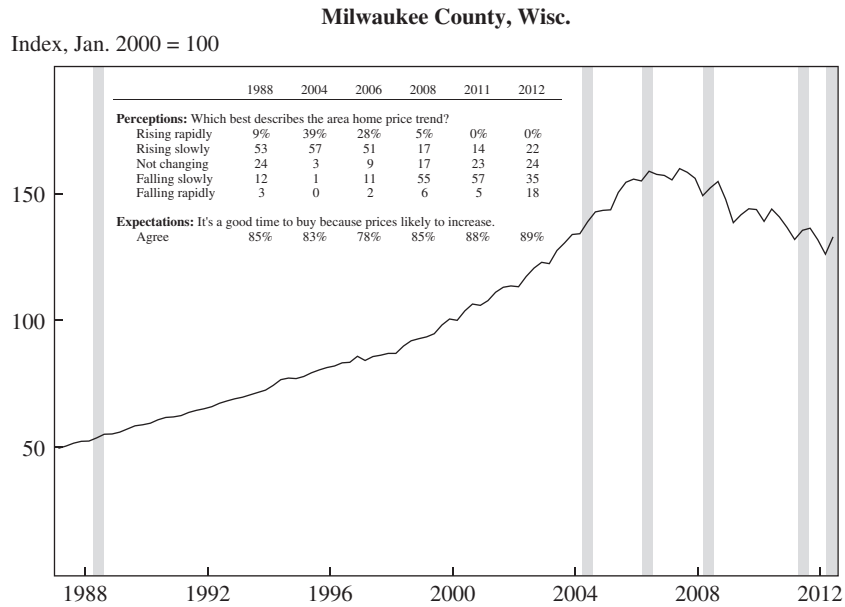 Milwaukee County, Wisc.
Index, Jan. 2000 = 100
1988 2004 2006 2008 2011 2012
Perceptions: Which best describes the area home price trend?
Rising rapidly 9% 39% 28% 5% 0% 0%
Rising slowly 53 57 51 17 14 22
Not changing 24 3 9 17 23 24
Falling slowly 12 1 11 55 57 35
Falling rapidly 3 0 2 6 5 18
Expectations: It's a good time to buy because prices likely to increase.
Agree 85% 83% 78% 85% 88% 89%
150
100
50
1988 1992 1996 2000 2004 2008 2012